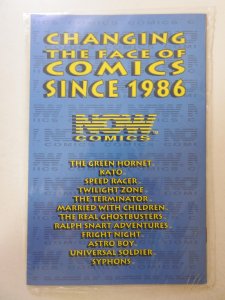 CHANGING
THE FACE OF
COMICS
SINCE 1986
NOW
COMICS
THE GREEN HORNET
KATO
SPEED RACER
TWILIGHT ZONE
THE TERMINATOR
MARRIED WITH CHILDREN
THE REAL GHOSTBUSTERS
RALPH SNART ADVENTURES
FRIGHT NIGHT
ASTRO BOY
UNIVERSAL SOLDIER
SYPHONS